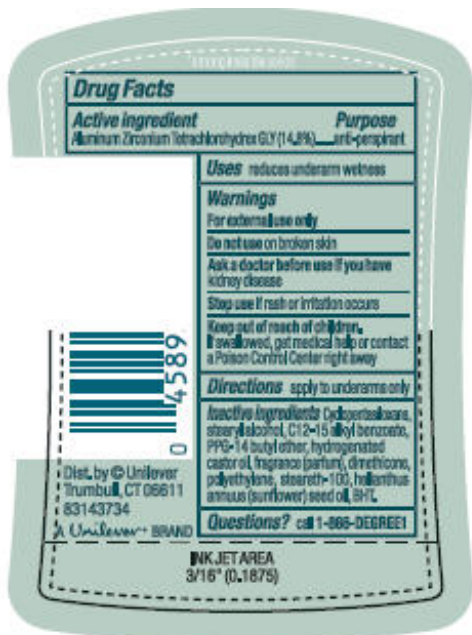 Drug Facts
Active ingredient Purpose
Aluminum Zirconium Tetrachlorohydrex GLY (14.8%).....anti-perspirant
Uses reduces underarm wetness
Warnings
For external use only
Do not use on broken skin
Ask a doctor before use if you have
kidney disease
Stop use if rash or irritation occurs
Keep out of reach of children.
If swallowed, get medical help or contact
a Poison Control Center right away
Directions apply to underarms only
Inactive ingredients Cyclopentasiloxane,
stearyl alcohol, C12-15 alkyl benzoate,
PPG-14 butyl ether, hydrogenated
castor oil, fragrance (parfum), dimethicone,
polyethylene, steareth-100, helianthus
annuus (sunflower) seed oil, BHT.
Questions? call 1-866-DEGREE1
0 4589
Dist. by © Unilever
Trumbull, CT 06611
83143734
A Unilever BRAND
INK JET AREA
3/16" (0.1875)